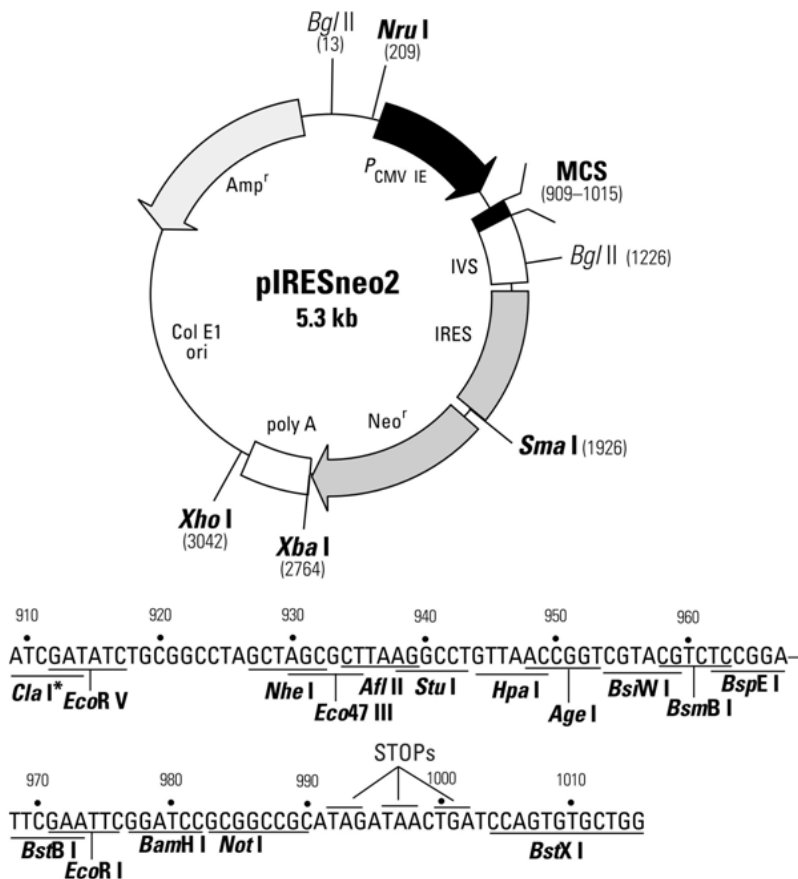 Bgl II
(13)
Nru I
(209)
PCMV IE
MCS
(909–1015)
Bgl II (1226)
IVS
IRES
Sma I (1926)
Neor
Xba I
(2764)
poly A
Xho I
(3042)
Col E1
ori
Ampr
pIRESneo2
5.3 kb
910 920 930 940 950 960
ATCGATATCTGCGGCCTAGCTAGCGCTTAAGGCCTGTTAACCGGTCGTACGTCTCCGGA–
Cla I* EcoR V Nhe I Eco47 III Afl II Stu I Hpa I Age I BsiW I BsmB I BspE I
STOPs
970 980 990 1000 1010
TTCGAATTCGGATCCGCGGCCGCATAGATAACTGATCCAGTGTGCTGG
BstB I EcoR I BamH I Not I BstX I